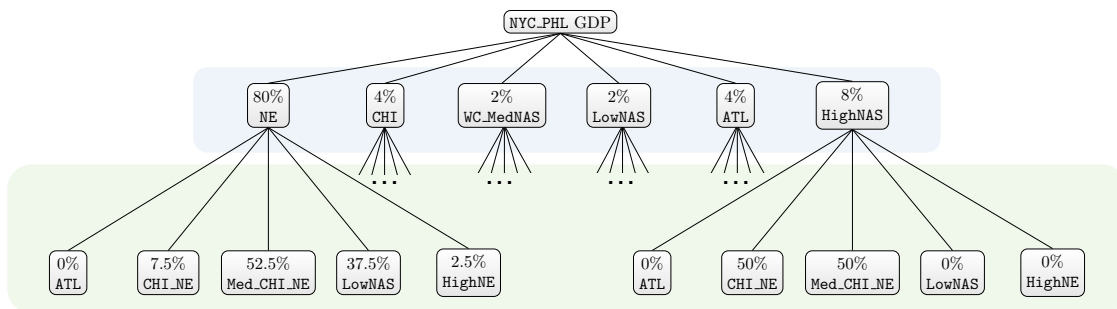 NYC_PHL GDP
80%
NE
4%
CHI
2%
WC_MedNAS
2%
LowNAS
4%
ATL
8%
HighNAS
... ... ... ...
0%
ATL
7.5%
CHI_NE
52.5%
Med_CHI_NE
37.5%
LowNAS
2.5%
HighNE
0%
ATL
50%
CHI_NE
50%
Med_CHI_NE
0%
LowNAS
0%
HighNE